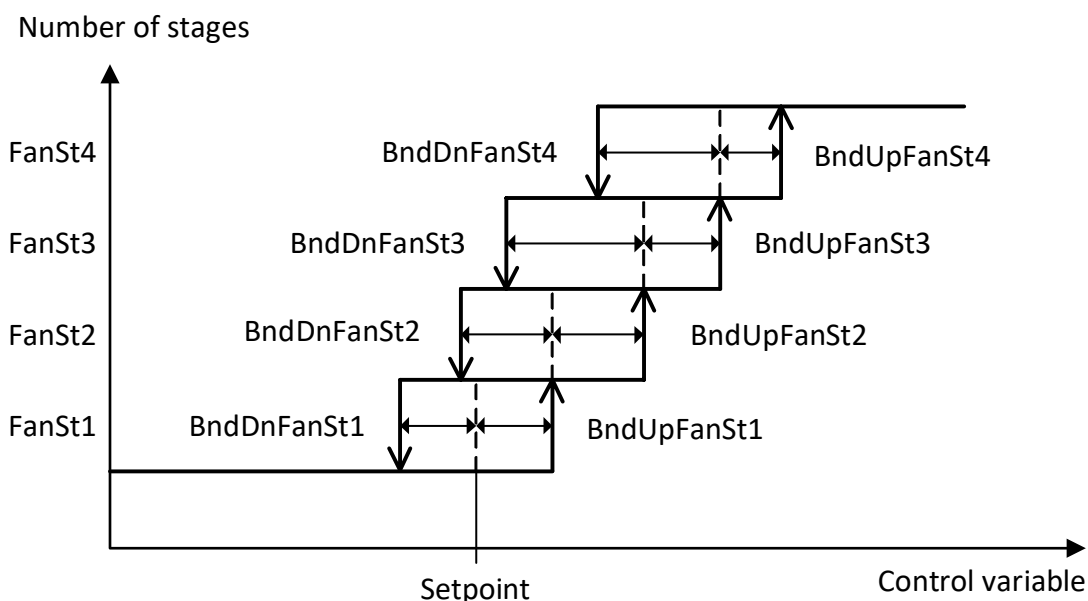 Number of stages
FanSt4
BndDnFanSt4
BndUpFanSt4
FanSt3
BndDnFanSt3
BndUpFanSt3
FanSt2
BndDnFanSt2
BndUpFanSt2
FanSt1
BndDnFanSt1
BndUpFanSt1
Setpoint
Control variable